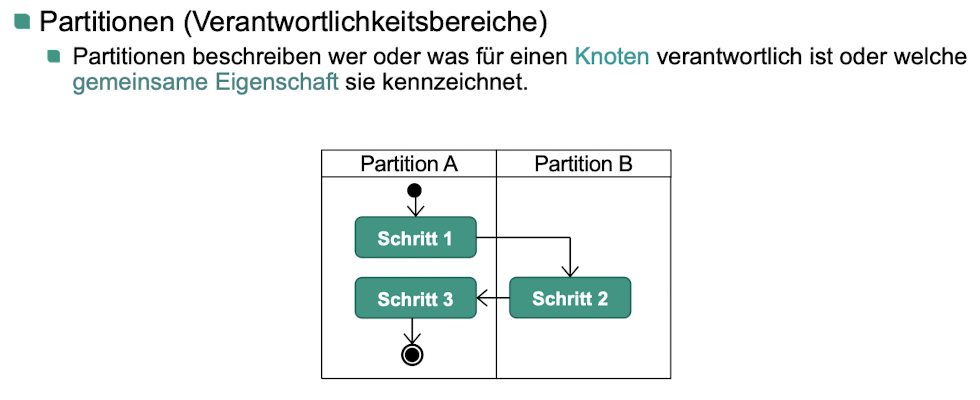 Partitionen (Verantwortlichkeitsbereiche)
Partitionen beschreiben wer oder was für einen Knoten verantwortlich ist oder welche
gemeinsame Eigenschaft sie kennzeichnet.
Partition A
Partition B
Schritt 1
Schritt 3
Schritt 2